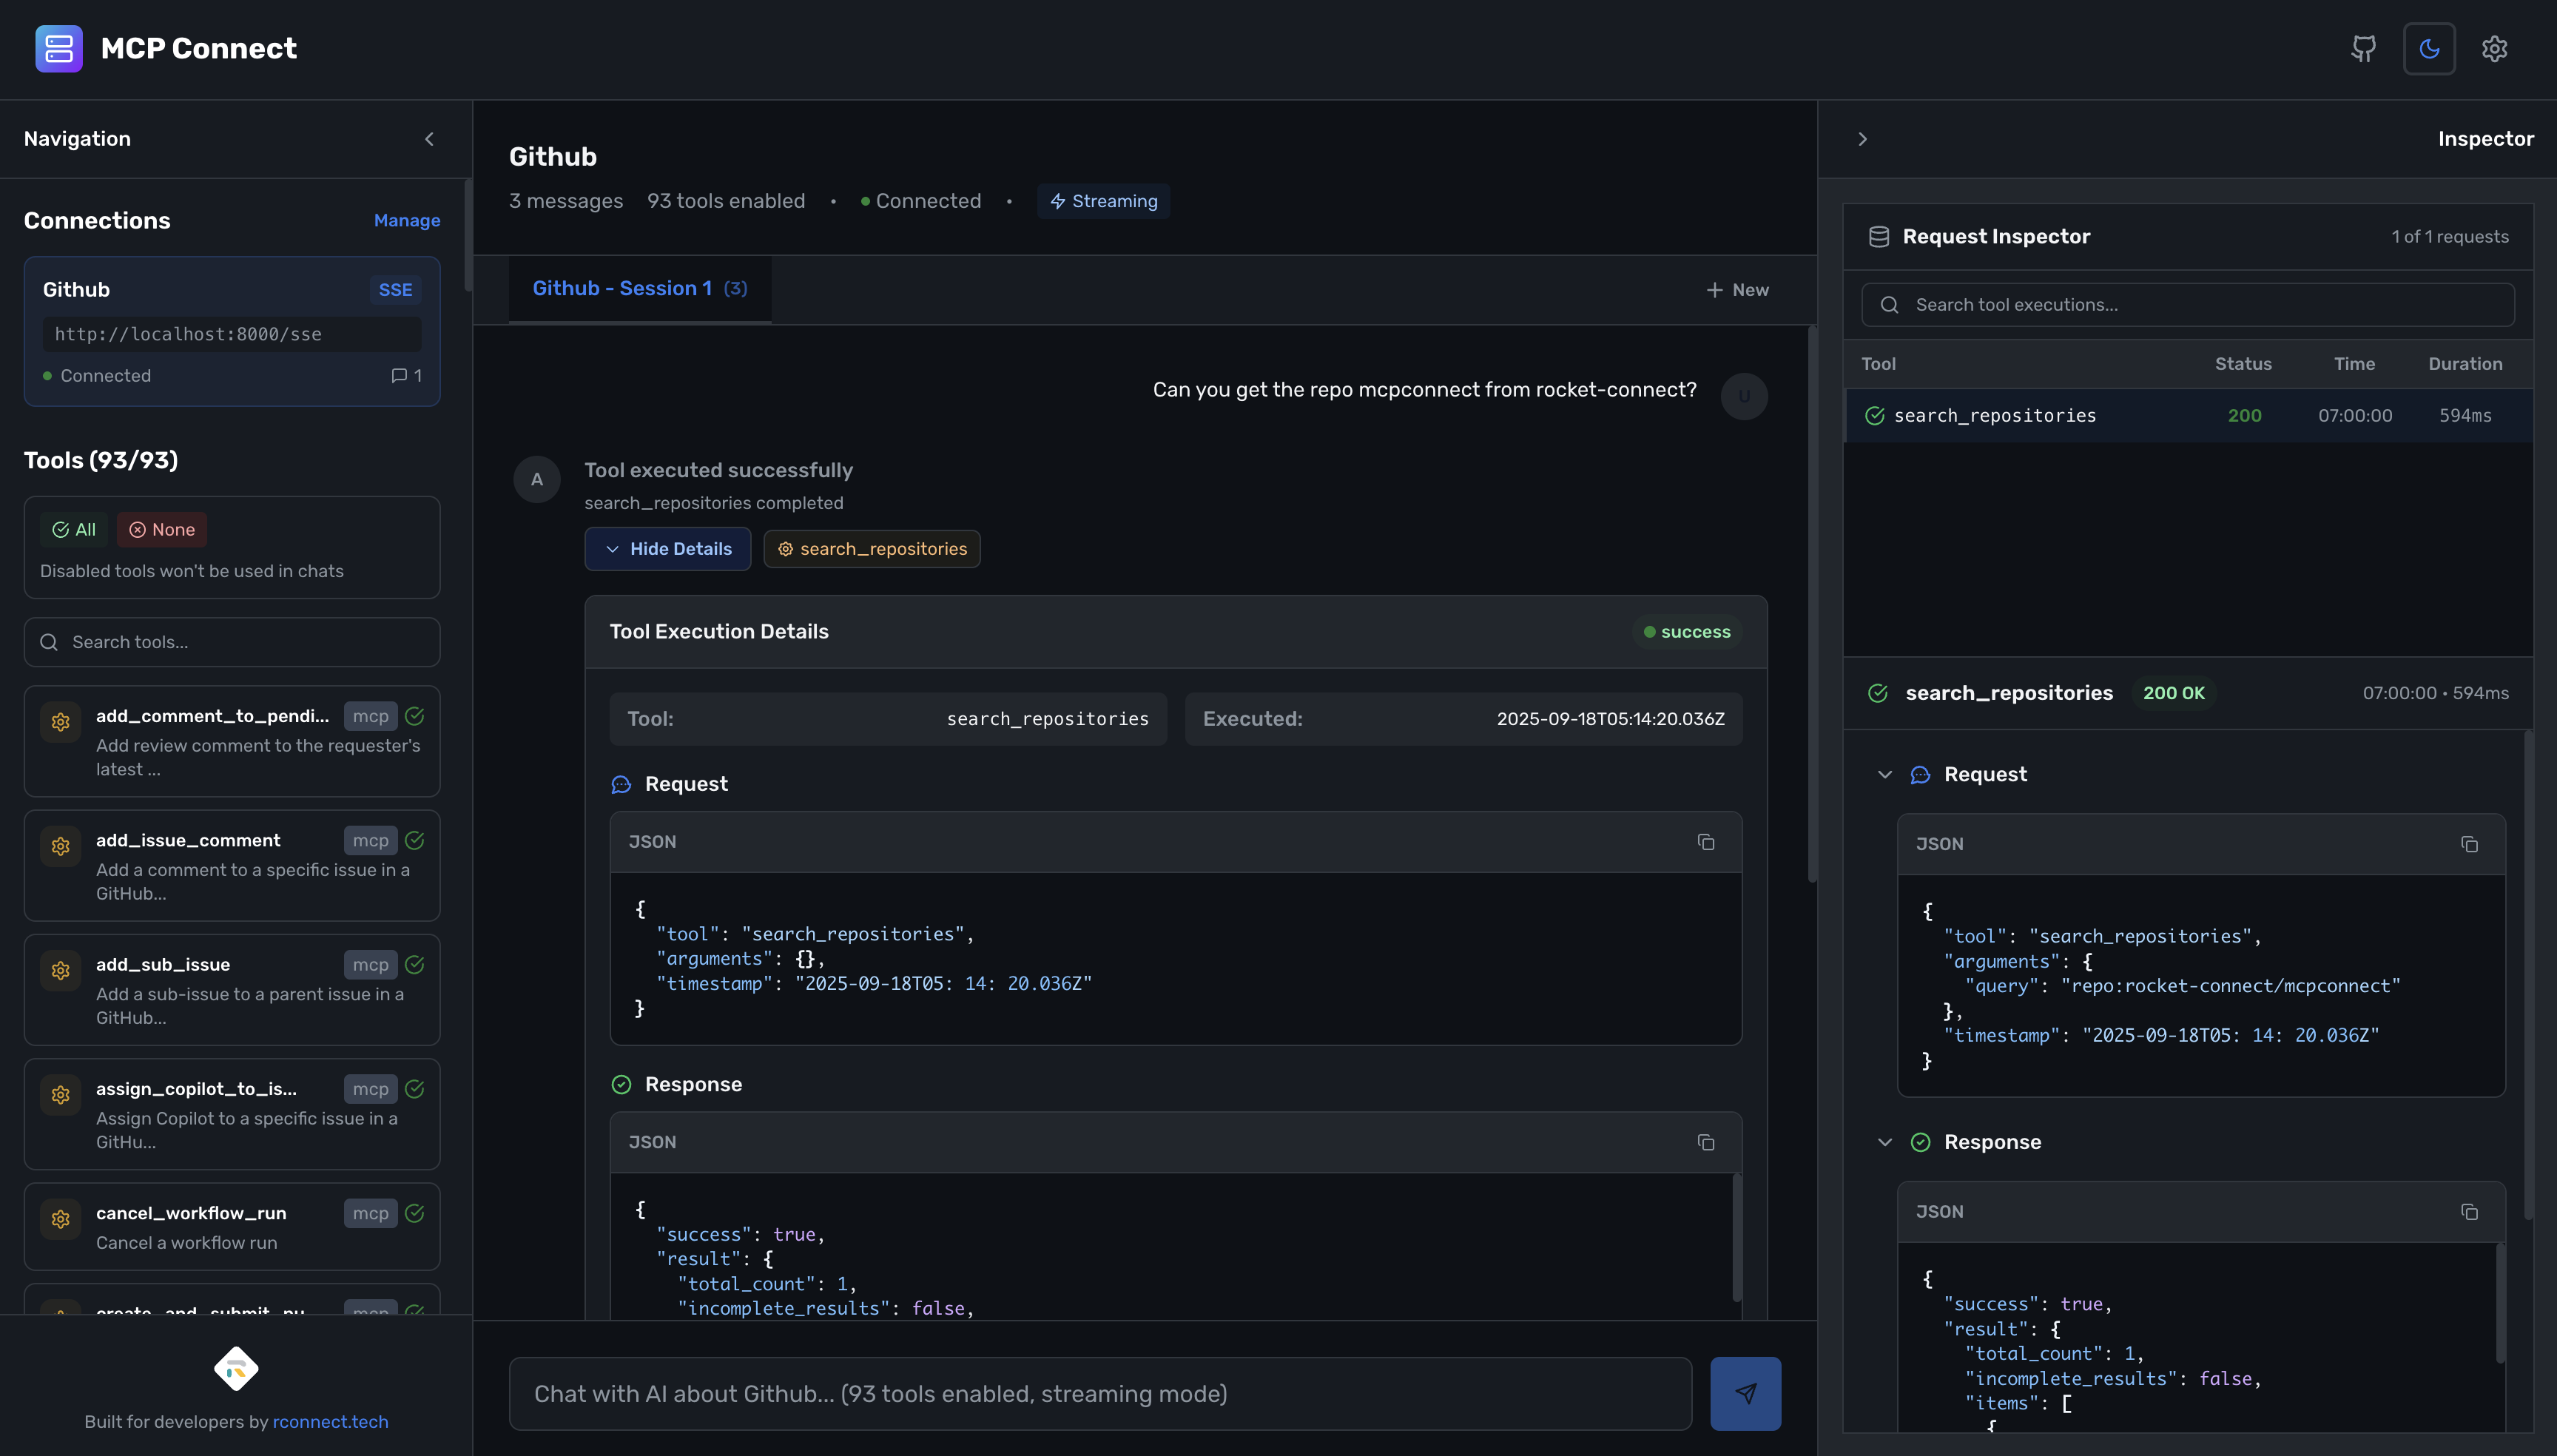 MCP Connect
Navigation
Connections
Manage
Github
SSE
http://localhost:8000/sse
Connected
1
Tools (93/93)
All
None
Disabled tools won't be used in chats
Search tools...
add_comment_to_pendi...
mcp
Add review comment to the requester's
latest ...
add_issue_comment
mcp
Add a comment to a specific issue in a
GitHub...
add_sub_issue
mcp
Add a sub-issue to a parent issue in a
GitHub...
assign_copilot_to_is...
mcp
Assign Copilot to a specific issue in a
GitHu...
cancel_workflow_run
mcp
Cancel a workflow run
create_and_submit_pu...
mcp
Built for developers by rconnect.tech
Github
3 messages 93 tools enabled • Connected • Streaming
Github - Session 1 (3)
New
Can you get the repo mcpconnect from rocket-connect?
U
A
Tool executed successfully
search_repositories completed
Hide Details
search_repositories
Tool Execution Details
success
Tool: search_repositories
Executed: 2025-09-18T05:14:20.036Z
Request
JSON
{
"tool": "search_repositories",
"arguments": {},
"timestamp": "2025-09-18T05: 14: 20.036Z"
}
Response
JSON
{
"success": true,
"result": {
"total_count": 1,
"incomplete_results": false,
Chat with AI about Github... (93 tools enabled, streaming mode)
Inspector
Request Inspector
1 of 1 requests
Search tool executions...
Tool Status Time Duration
search_repositories 200 07:00:00 594ms
search_repositories 200 OK 07:00:00 • 594ms
Request
JSON
{
"tool": "search_repositories",
"arguments": {
"query": "repo:rocket-connect/mcpconnect"
},
"timestamp": "2025-09-18T05: 14: 20.036Z"
}
Response
JSON
{
"success": true,
"result": {
"total_count": 1,
"incomplete_results": false,
"items": [
{